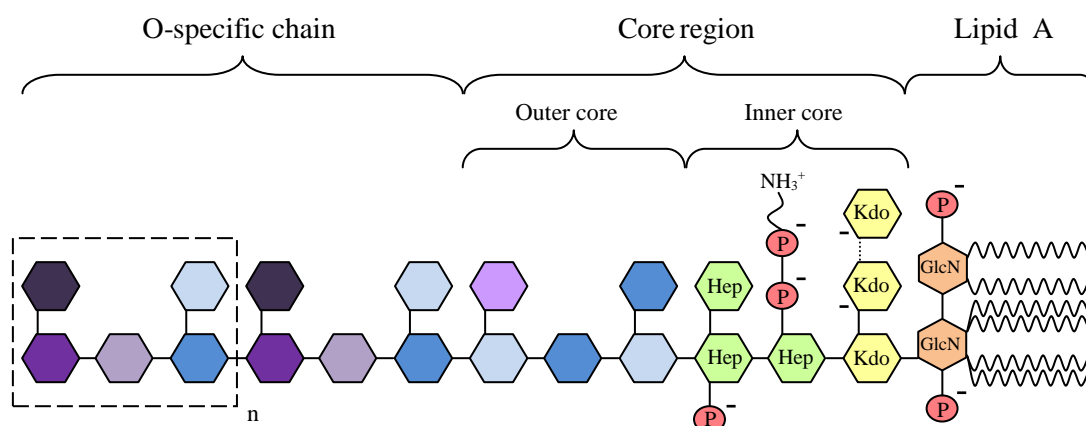 O-specific chain
Core region
Lipid A
Outer core
Inner core
NH₃⁺
-
P
-
Kdo
-
P
-
GlcN
Hep
P
Kdo
-
Hep
Hep
Kdo
GlcN
P
-
P
-
n